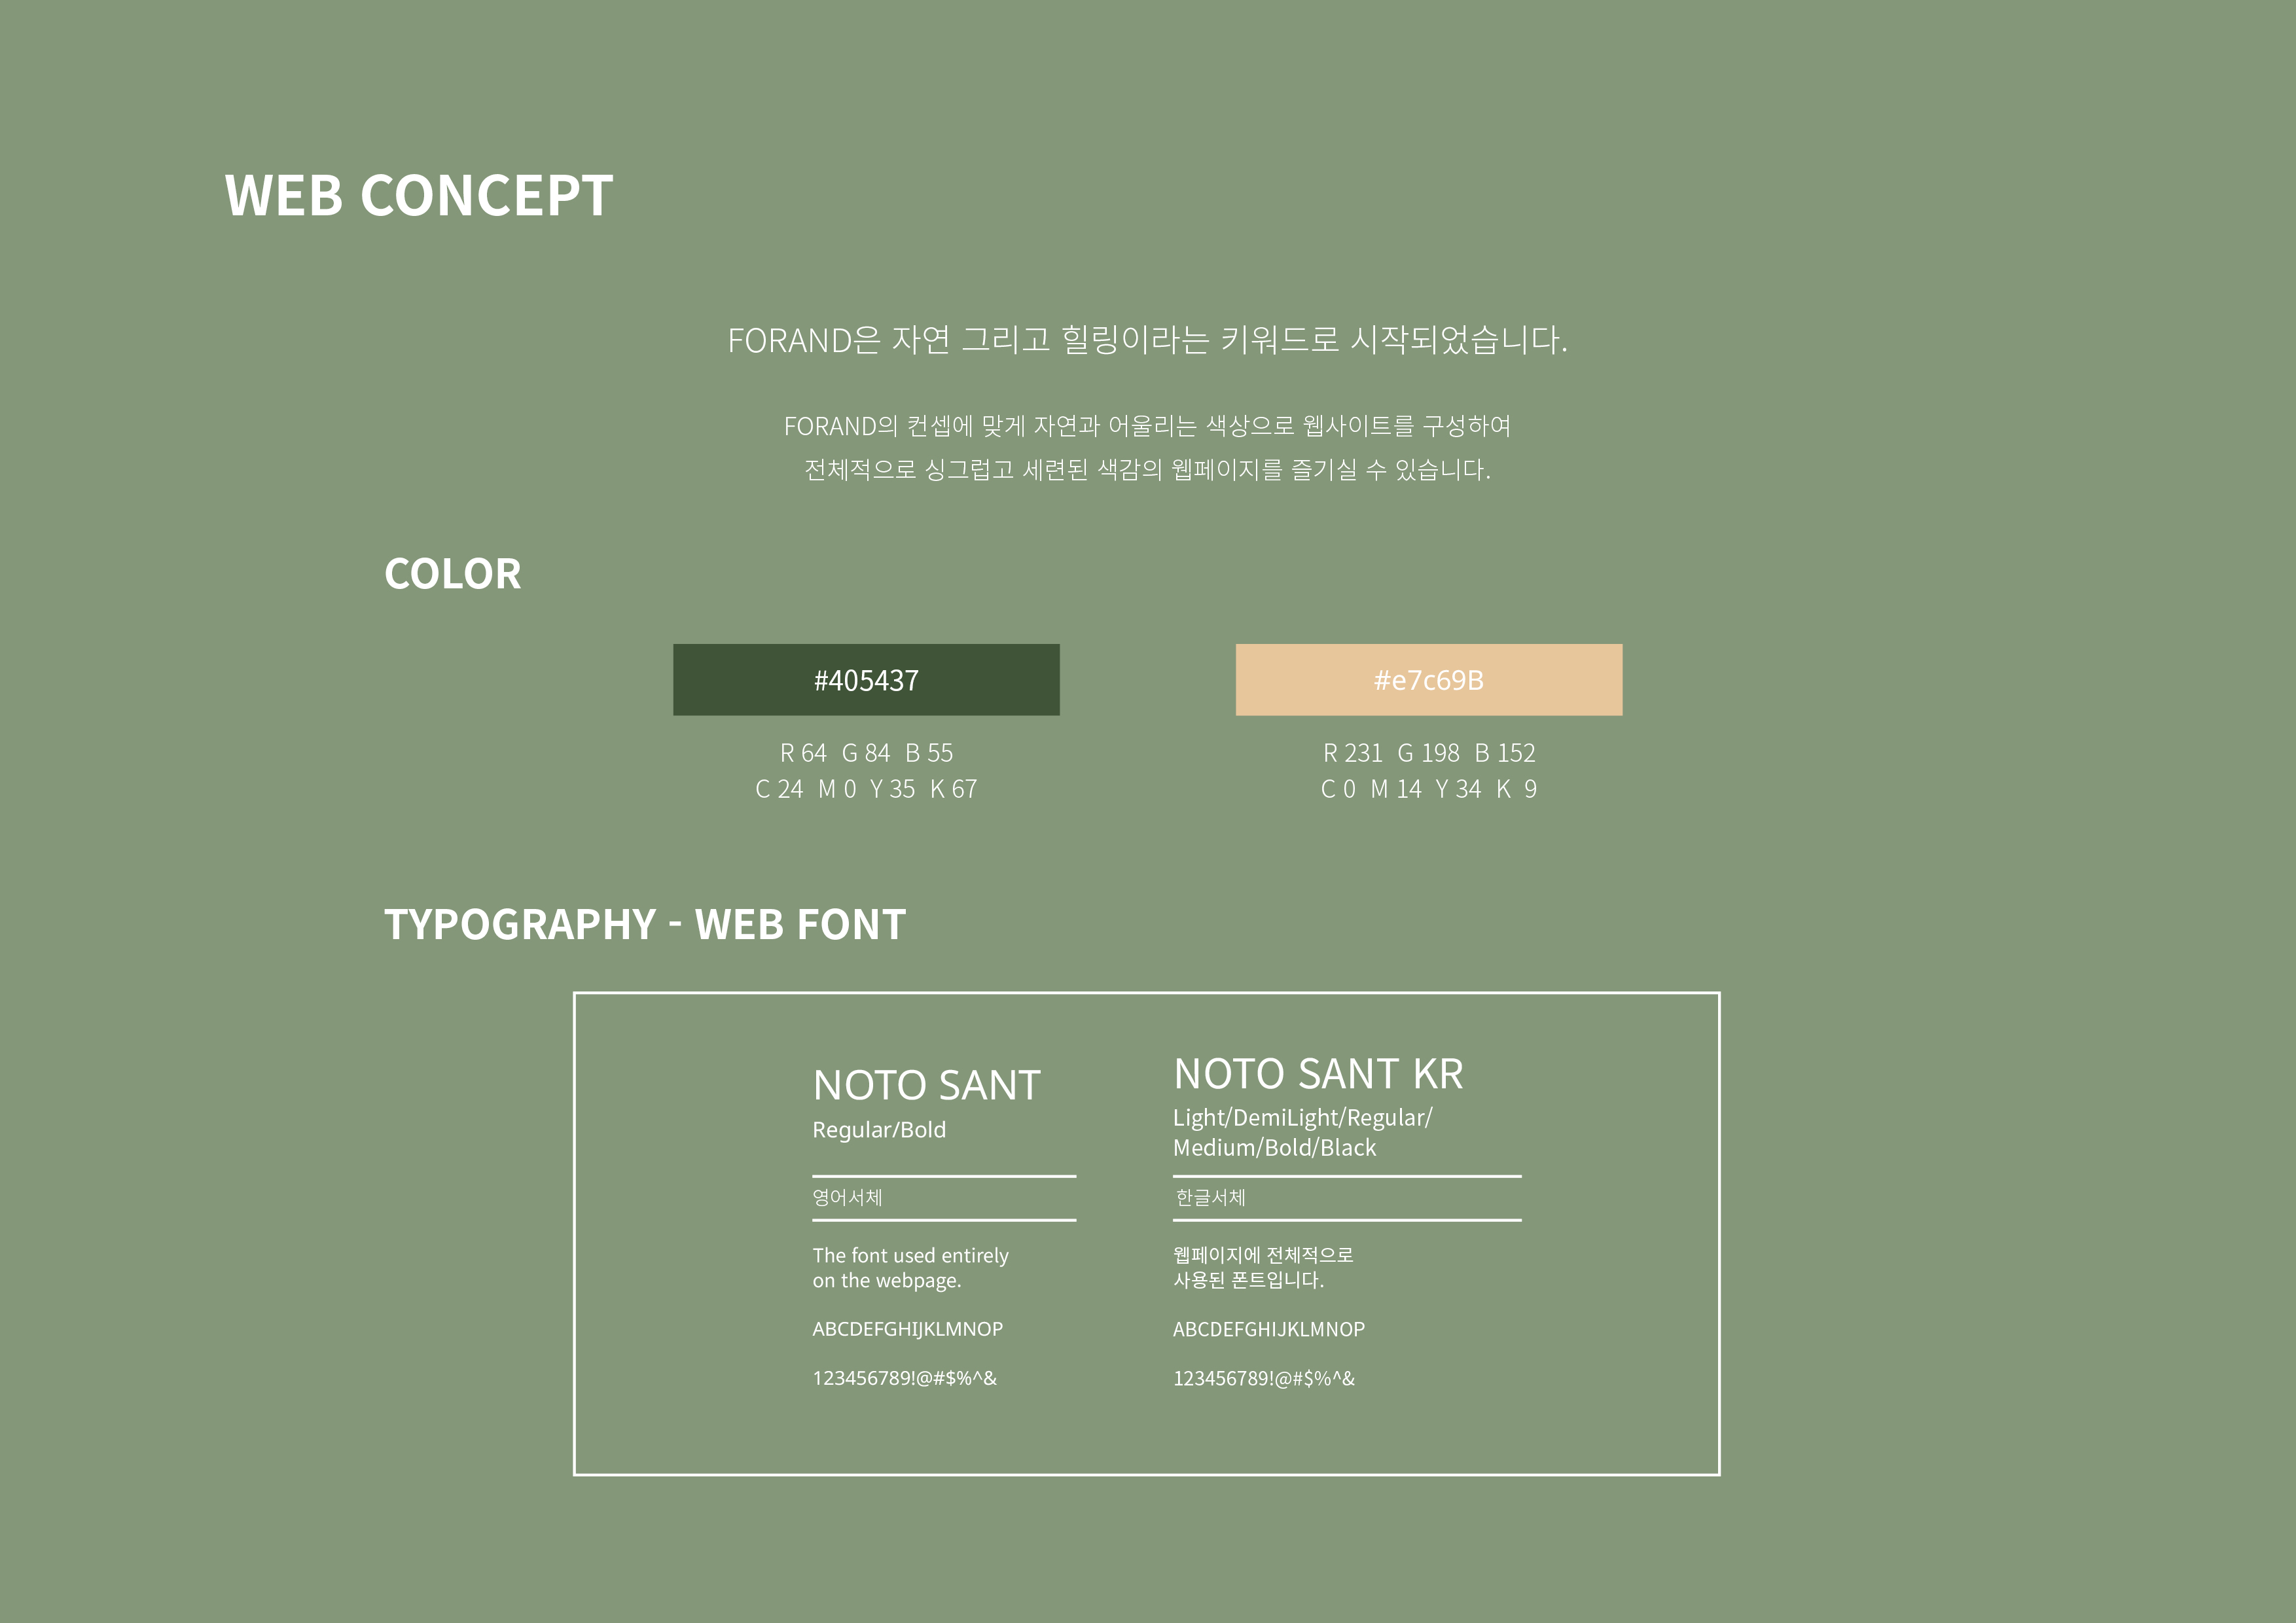 WEB CONCEPT
FORAND은 자연 그리고 힐링이라는 키워드로 시작되었습니다.
FORAND의 컨셉에 맞게 자연과 어울리는 색상으로 웹사이트를 구성하여
전체적으로 싱그럽고 세련된 색감의 웹페이지를 즐기실 수 있습니다.
COLOR
#405437
R 64 G 84 B 55
C 24 M 0 Y 35 K 67
#e7c69B
R 231 G 198 B 152
C 0 M 14 Y 34 K 9
TYPOGRAPHY - WEB FONT
NOTO SANT
Regular/Bold
영어서체
The font used entirely
on the webpage.
ABCDEFGHIJKLMNOP
123456789!@#$%^&
NOTO SANT KR
Light/DemiLight/Regular/
Medium/Bold/Black
한글서체
웹페이지에 전체적으로
사용된 폰트입니다.
ABCDEFGHIJKLMNOP
123456789!@#$%^&